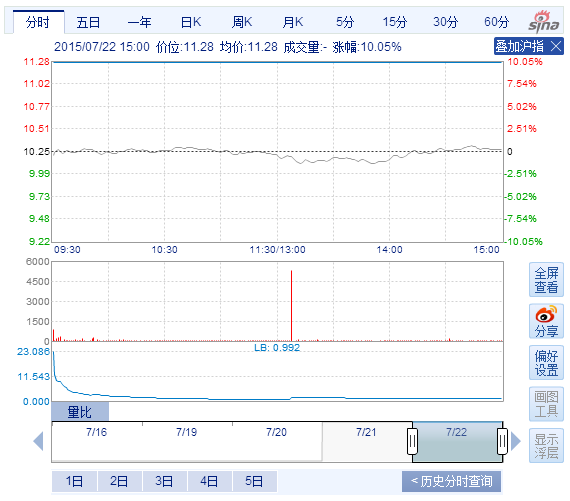 分时 五日 一年 日K 周K 月K 5分 15分 30分 60分 sina
2015/07/22 15:00 价位:11.28 均价:11.28 成交量:- 涨幅:10.05% 叠加沪指 ×
11.28 10.05%
11.02 7.54%
10.77 5.02%
10.51 2.51%
10.25 0
9.99 -2.51%
9.73 -5.02%
9.48 -7.54%
9.22 -10.05%
09:30 10:30 11:30/13:00 14:00 15:00
6000
4500
3000
1500
0
LB: 0.992
23.086
11.543
0.000
量比
7/16 7/19 7/20 7/21 7/22
1日 2日 3日 4日 5日 <历史分时查询
全屏
查看
分享
偏好
设置
画图
工具
显示
浮层